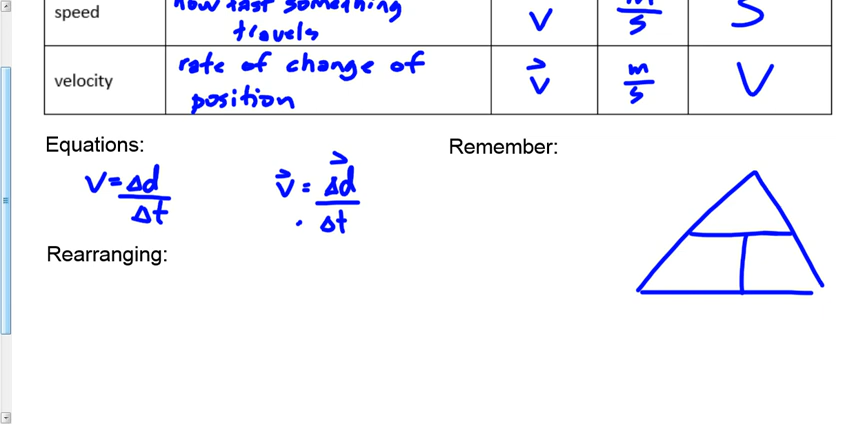 speed how fast something V m/s S
travels
velocity rate of change of V⃗ m/s V
position
Equations: Remember:
V = Δd/Δt V⃗ = Δd⃗/Δt
Rearranging: